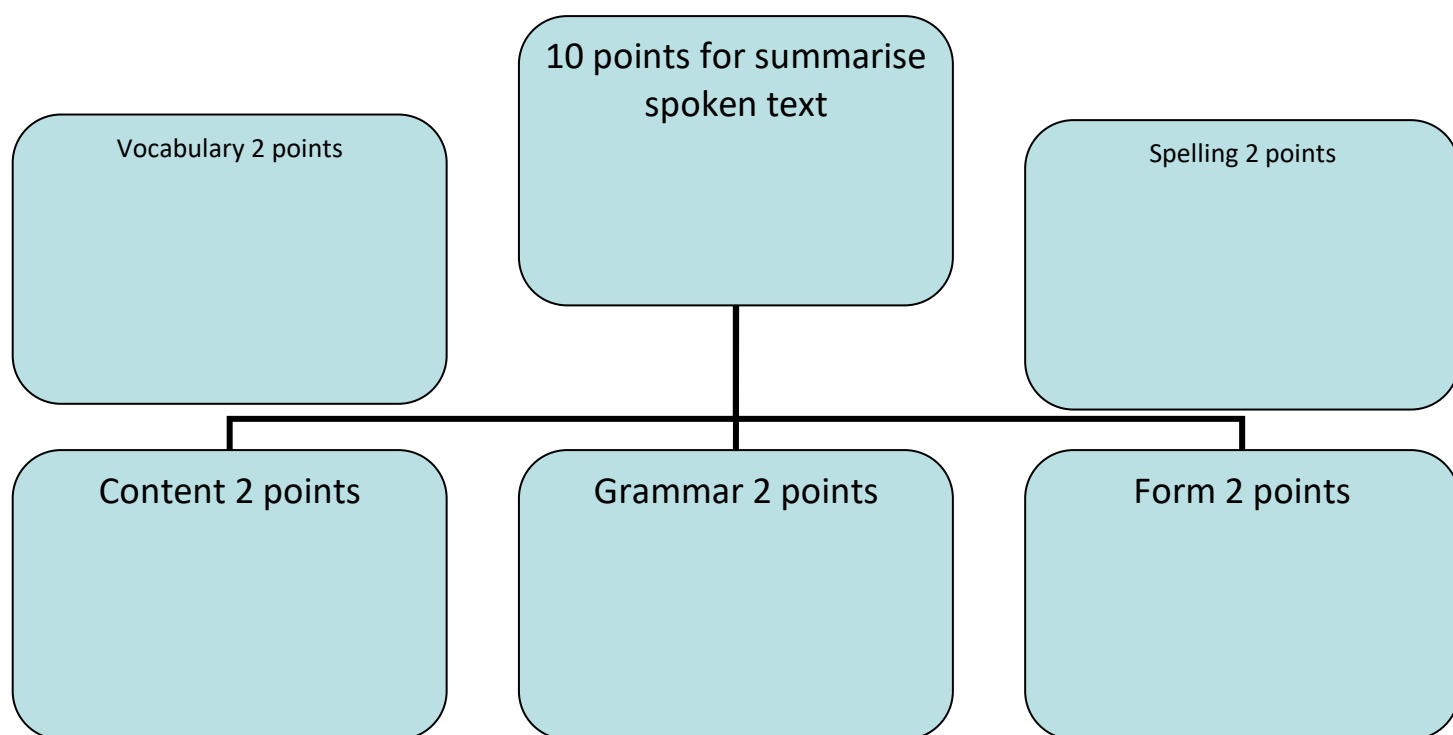 10 points for summarise
spoken text
Vocabulary 2 points
Spelling 2 points
Content 2 points
Grammar 2 points
Form 2 points